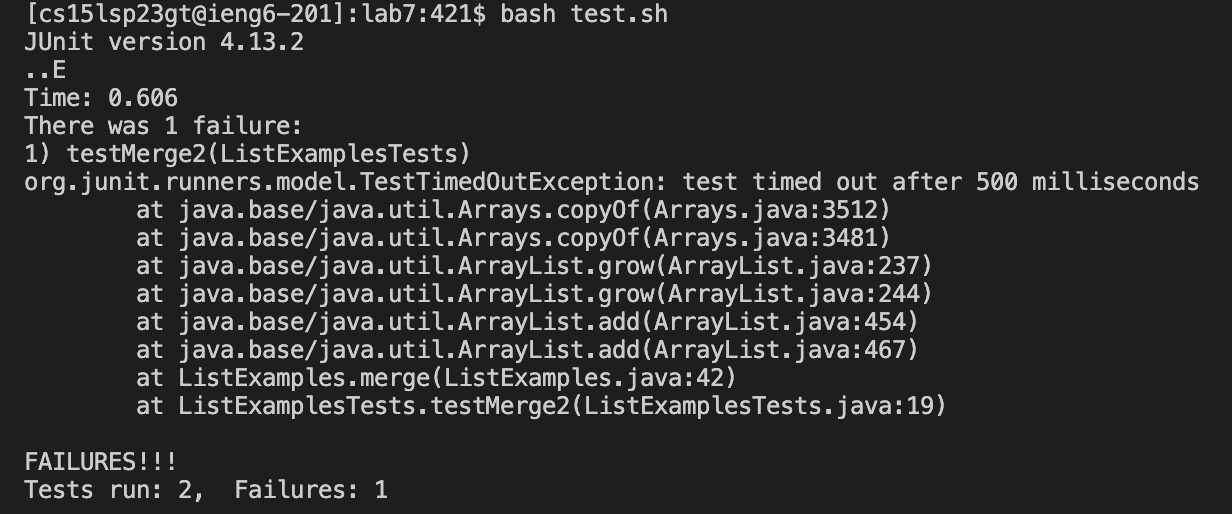 [cs15lsp23gt@ieng6-201]:lab7:421$ bash test.sh
JUnit version 4.13.2
..E
Time: 0.606
There was 1 failure:
1) testMerge2(ListExamplesTests)
org.junit.runners.model.TestTimedOutException: test timed out after 500 milliseconds
        at java.base/java.util.Arrays.copyOf(Arrays.java:3512)
        at java.base/java.util.Arrays.copyOf(Arrays.java:3481)
        at java.base/java.util.ArrayList.grow(ArrayList.java:237)
        at java.base/java.util.ArrayList.grow(ArrayList.java:244)
        at java.base/java.util.ArrayList.add(ArrayList.java:454)
        at java.base/java.util.ArrayList.add(ArrayList.java:467)
        at ListExamples.merge(ListExamples.java:42)
        at ListExamplesTests.testMerge2(ListExamplesTests.java:19)

FAILURES!!!
Tests run: 2,  Failures: 1